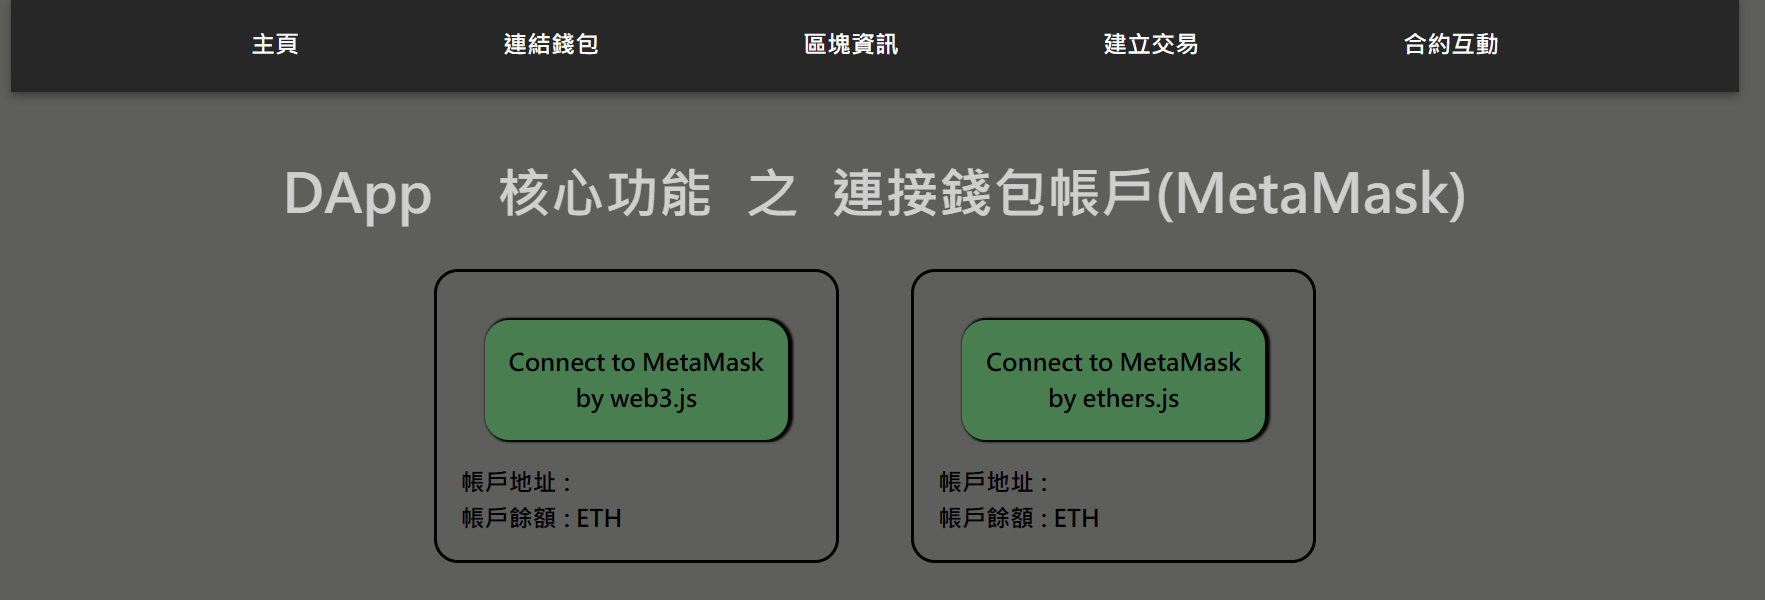 主頁 連結錢包 區塊資訊 建立交易 合約互動
DApp 核心功能 之 連接錢包帳戶(MetaMask)
Connect to MetaMask
by web3.js
帳戶地址 :
帳戶餘額 : ETH
Connect to MetaMask
by ethers.js
帳戶地址 :
帳戶餘額 : ETH